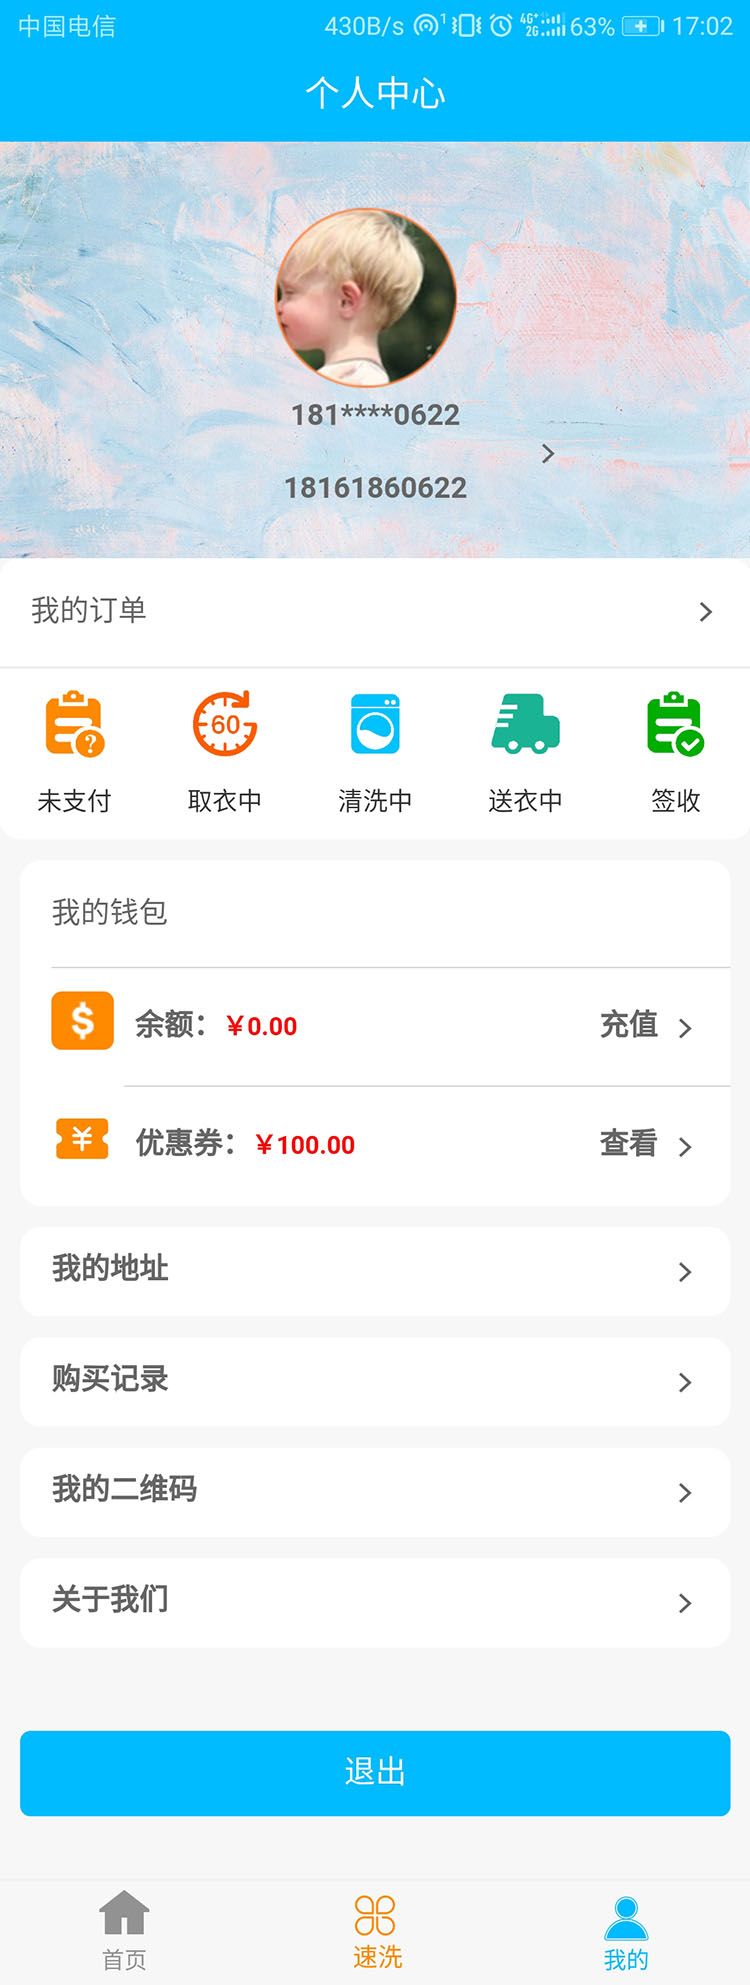 中国电信 430B/s 1 4G+ 2G 63% 17:02
个人中心
181****0622
18161860622
我的订单
60
未支付 取衣中 清洗中 送衣中 签收
我的钱包
余额：￥0.00 充值
优惠券：￥100.00 查看
我的地址
购买记录
我的二维码
关于我们
退出
首页 速洗 我的